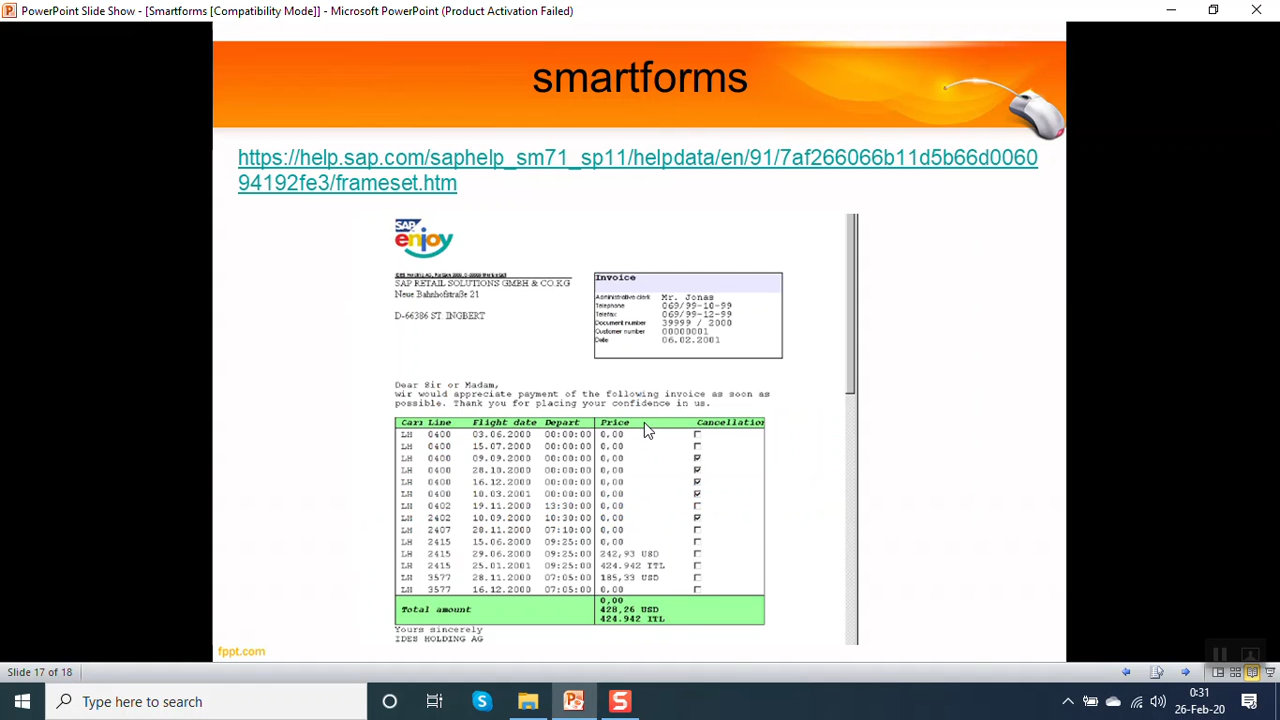 PowerPoint Slide Show - [Smartforms [Compatibility Mode]] - Microsoft PowerPoint (Product Activation Failed)
smartforms
https://help.sap.com/saphelp_sm71_sp11/helpdata/en/91/7af266066b11d5b66d0060
94192fe3/frameset.htm
SAP
enjoy
SAP RETAIL SOLUTIONS GMBH & CO.KG
Neue Bahnhofstraße 21
D-66386 ST. INGBERT
Invoice
Administrative clerk Mr. Jonas
Telephone 069/99-10-99
Telefax 069/99-12-99
Document number 39999 / 2000
Customer number 00000001
Date 06.02.2001
Dear Sir or Madam,
wir would appreciate payment of the following invoice as soon as
possible. Thank you for placing your confidence in us.
Carr Line Flight date Depart Price Cancellation
LH 0400 03.06.2000 00:00:00 0,00
LH 0400 15.07.2000 00:00:00 0,00
LH 0400 09.09.2000 00:00:00 0,00
LH 0400 28.10.2000 00:00:00 0,00
LH 0400 16.12.2000 00:00:00 0,00
LH 0400 10.03.2001 00:00:00 0,00
LH 0402 19.11.2000 13:30:00 0,00
LH 2402 10.09.2000 10:30:00 0,00
LH 2407 28.11.2000 07:10:00 0,00
LH 2415 15.06.2000 09:25:00 0,00
LH 2415 29.06.2000 09:25:00 242,93 USD
LH 2415 25.01.2001 09:25:00 424.942 ITL
LH 3577 28.11.2000 07:05:00 185,33 USD
LH 3577 16.12.2000 07:05:00 0,00
0,00
Total amount 428,26 USD
424.942 ITL
Yours sincerely
IDES HOLDING AG
fppt.com
Slide 17 of 18
Type here to search
0:31
26-Feb-20